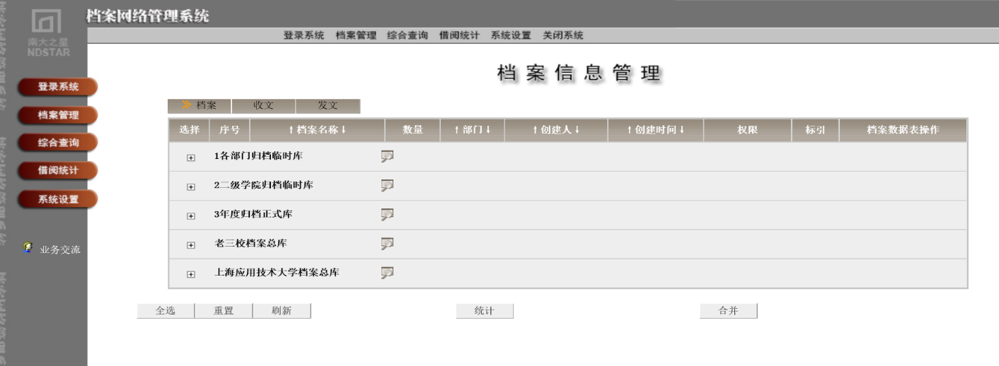 档案网络管理系统
登录系统 档案管理 综合查询 借阅统计 系统设置 关闭系统
南大之星
NDSTAR
登录系统
档案管理
综合查询
借阅统计
系统设置
业务交流
档案信息管理
档案 收文 发文
选择 序号 ↑档案名称↓ 数量 ↑部门↓ ↑创建人↓ ↑创建时间↓ 权限 标引 档案数据表操作
1各部门归档临时库
2二级学院归档临时库
3年度归档正式库
老三校档案总库
上海应用技术大学档案总库
全选 重置 刷新 统计 合并